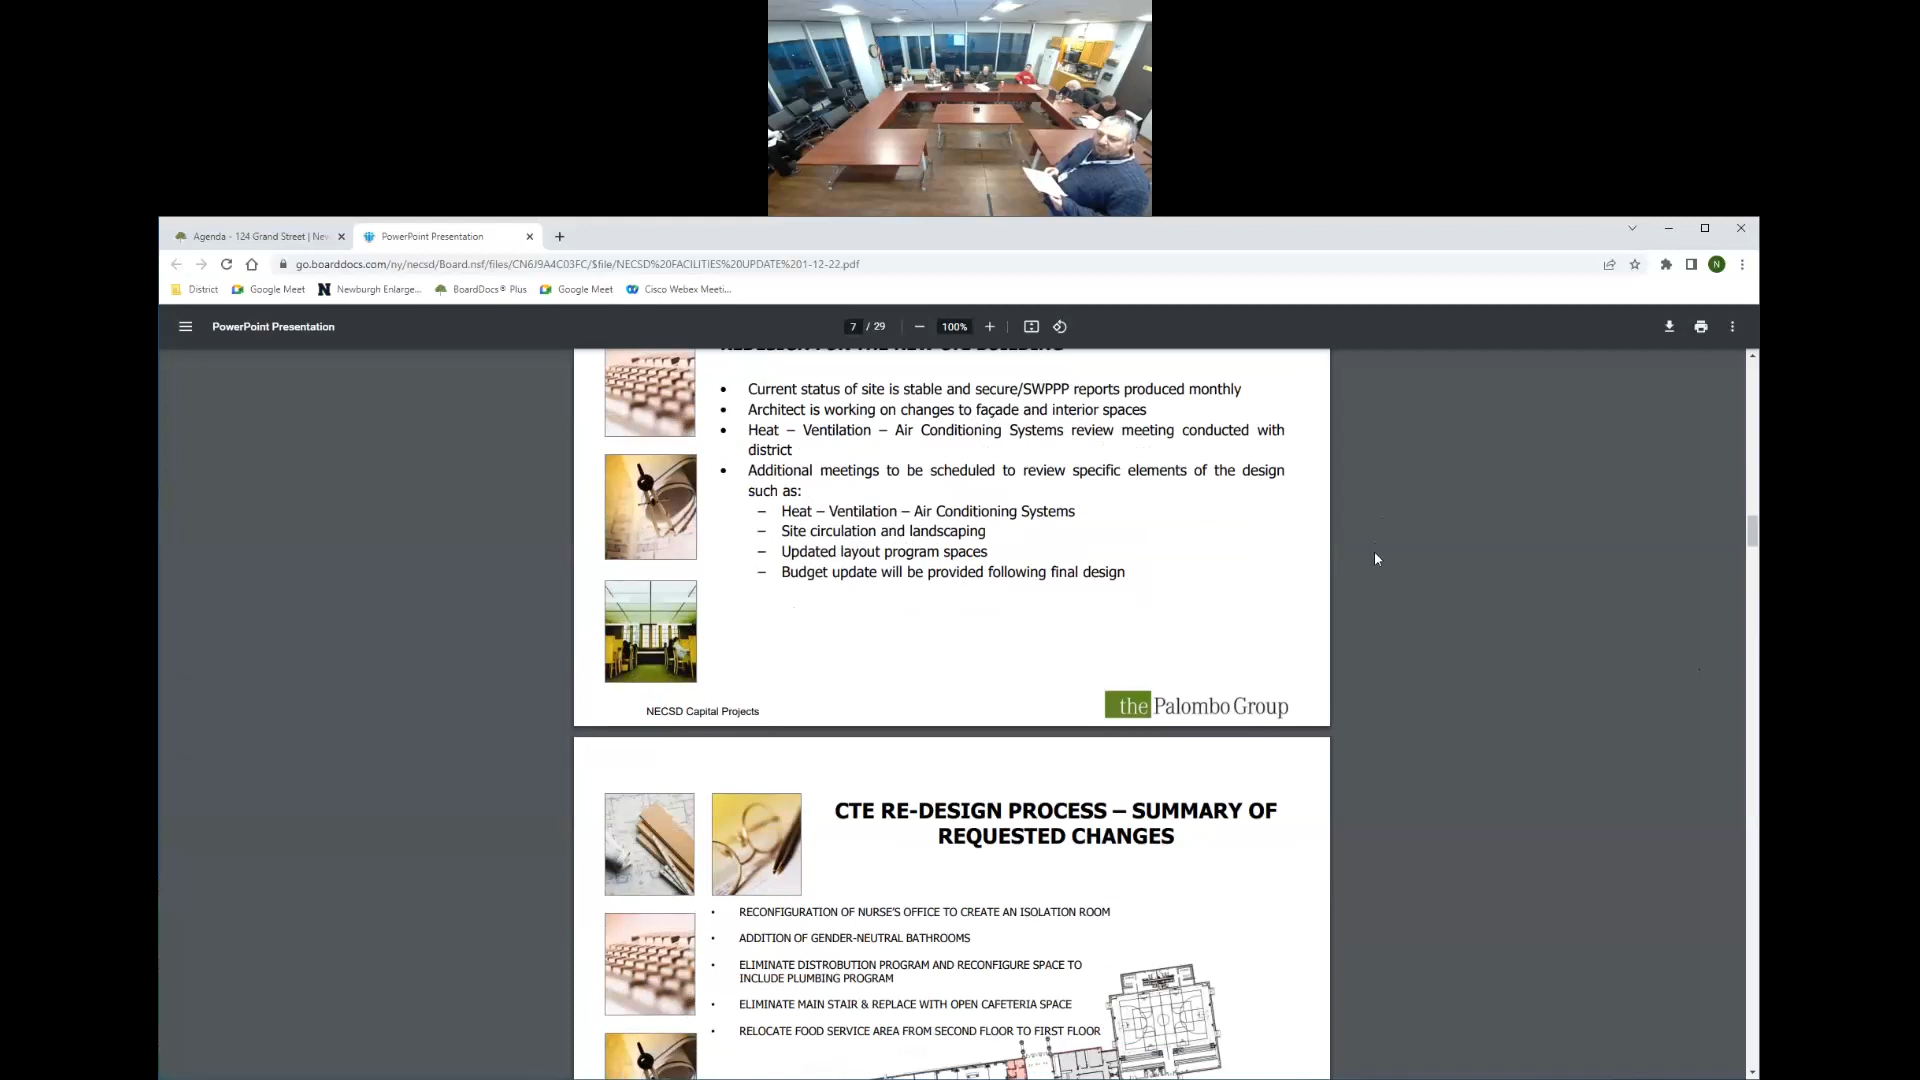 Agenda - 124 Grand Street | New
PowerPoint Presentation
go.boarddocs.com/ny/necsd/Board.nsf/files/CN6J9A4C03FC/$file/NECSD%20FACILITIES%20UPDATE%201-12-22.pdf
N
District
Google Meet
Newburgh Enlarge...
BoardDocs® Plus
Google Meet
Cisco Webex Meeti...
PowerPoint Presentation
7 / 29
100%
• Current status of site is stable and secure/SWPPP reports produced monthly
• Architect is working on changes to façade and interior spaces
• Heat – Ventilation – Air Conditioning Systems review meeting conducted with
district
• Additional meetings to be scheduled to review specific elements of the design
such as:
– Heat – Ventilation – Air Conditioning Systems
– Site circulation and landscaping
– Updated layout program spaces
– Budget update will be provided following final design
NECSD Capital Projects
the Palombo Group
CTE RE-DESIGN PROCESS – SUMMARY OF
REQUESTED CHANGES
• RECONFIGURATION OF NURSE'S OFFICE TO CREATE AN ISOLATION ROOM
• ADDITION OF GENDER-NEUTRAL BATHROOMS
• ELIMINATE DISTROBUTION PROGRAM AND RECONFIGURE SPACE TO
INCLUDE PLUMBING PROGRAM
• ELIMINATE MAIN STAIR & REPLACE WITH OPEN CAFETERIA SPACE
• RELOCATE FOOD SERVICE AREA FROM SECOND FLOOR TO FIRST FLOOR